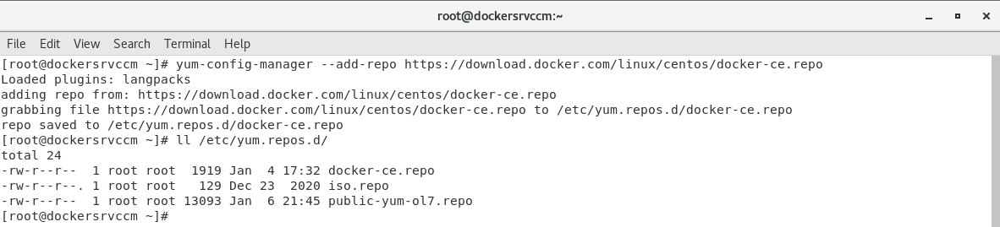 root@dockersrvccm:~
File Edit View Search Terminal Help
[root@dockersrvccm ~]# yum-config-manager --add-repo https://download.docker.com/linux/centos/docker-ce.repo
Loaded plugins: langpacks
adding repo from: https://download.docker.com/linux/centos/docker-ce.repo
grabbing file https://download.docker.com/linux/centos/docker-ce.repo to /etc/yum.repos.d/docker-ce.repo
repo saved to /etc/yum.repos.d/docker-ce.repo
[root@dockersrvccm ~]# ll /etc/yum.repos.d/
total 24
-rw-r--r--  1 root root  1919 Jan  4 17:32 docker-ce.repo
-rw-r--r--. 1 root root   129 Dec 23  2020 iso.repo
-rw-r--r--  1 root root 13093 Jan  6 21:45 public-yum-ol7.repo
[root@dockersrvccm ~]#